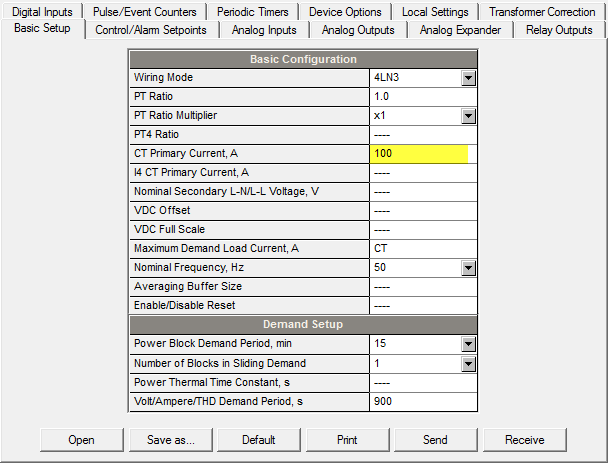 Digital Inputs Pulse/Event Counters Periodic Timers Device Options Local Settings Transformer Correction
Basic Setup Control/Alarm Setpoints Analog Inputs Analog Outputs Analog Expander Relay Outputs
Basic Configuration
Wiring Mode 4LN3
PT Ratio 1.0
PT Ratio Multiplier x1
PT4 Ratio ----
CT Primary Current, A 100
I4 CT Primary Current, A ----
Nominal Secondary L-N/L-L Voltage, V ----
VDC Offset ----
VDC Full Scale ----
Maximum Demand Load Current, A CT
Nominal Frequency, Hz 50
Averaging Buffer Size ----
Enable/Disable Reset ----
Demand Setup
Power Block Demand Period, min 15
Number of Blocks in Sliding Demand 1
Power Thermal Time Constant, s ----
Volt/Ampere/THD Demand Period, s 900
Open Save as... Default Print Send Receive